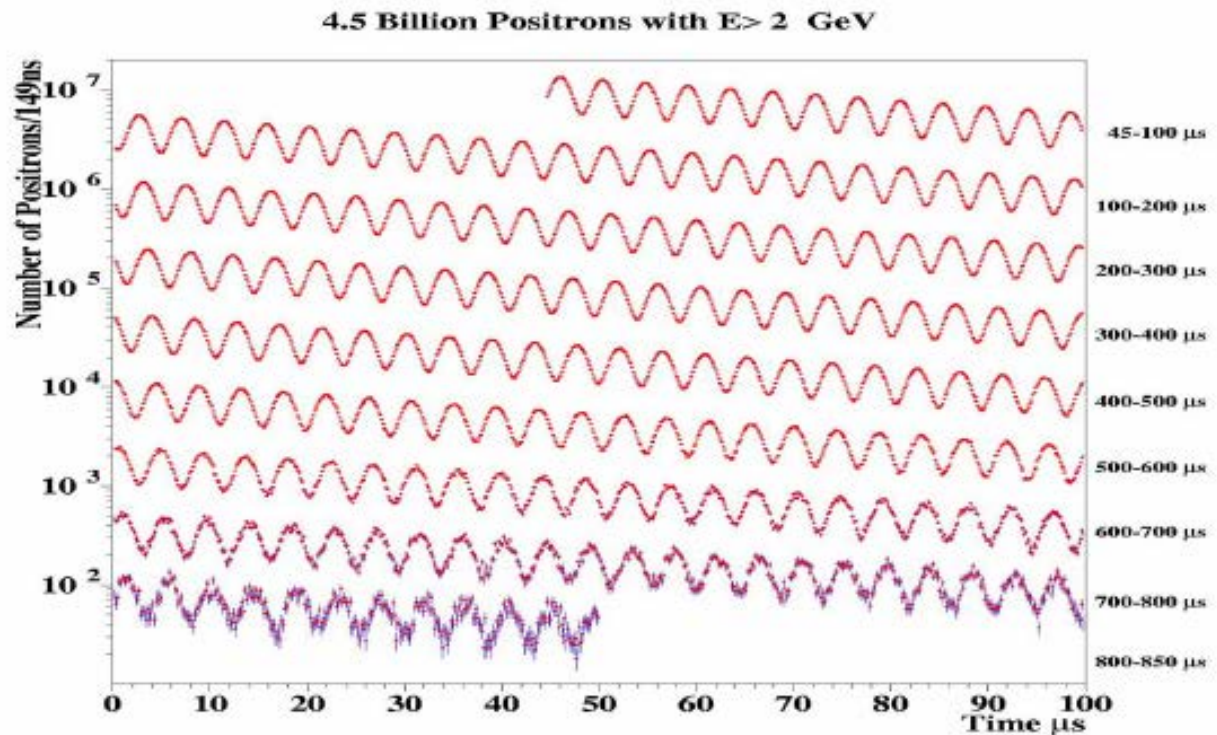 4.5 Billion Positrons with E> 2 GeV
Number of Positrons/149ns
10 7
10 6
10 5
10 4
10 3
10 2
45-100 µs
100-200 µs
200-300 µs
300-400 µs
400-500 µs
500-600 µs
600-700 µs
700-800 µs
800-850 µs
0 10 20 30 40 50 60 70 80 90 100
Time µs